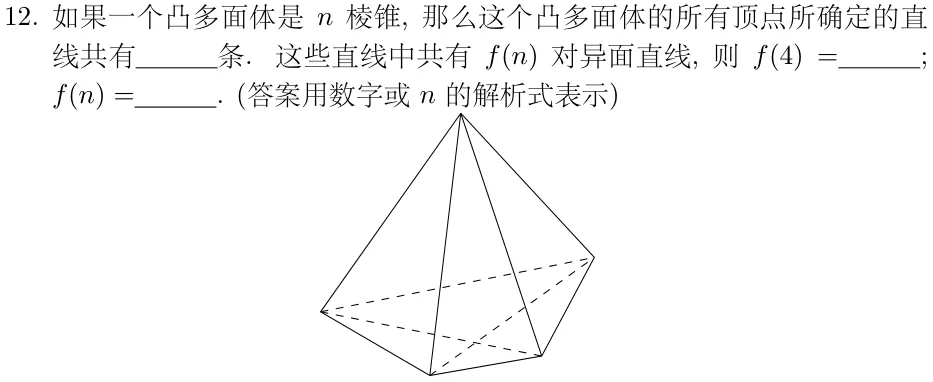 12. 如果一个凸多面体是 n 棱锥, 那么这个凸多面体的所有顶点所确定的直
线共有______条. 这些直线中共有 f(n) 对异面直线, 则 f(4) =______;
f(n) =______. (答案用数字或 n 的解析式表示)